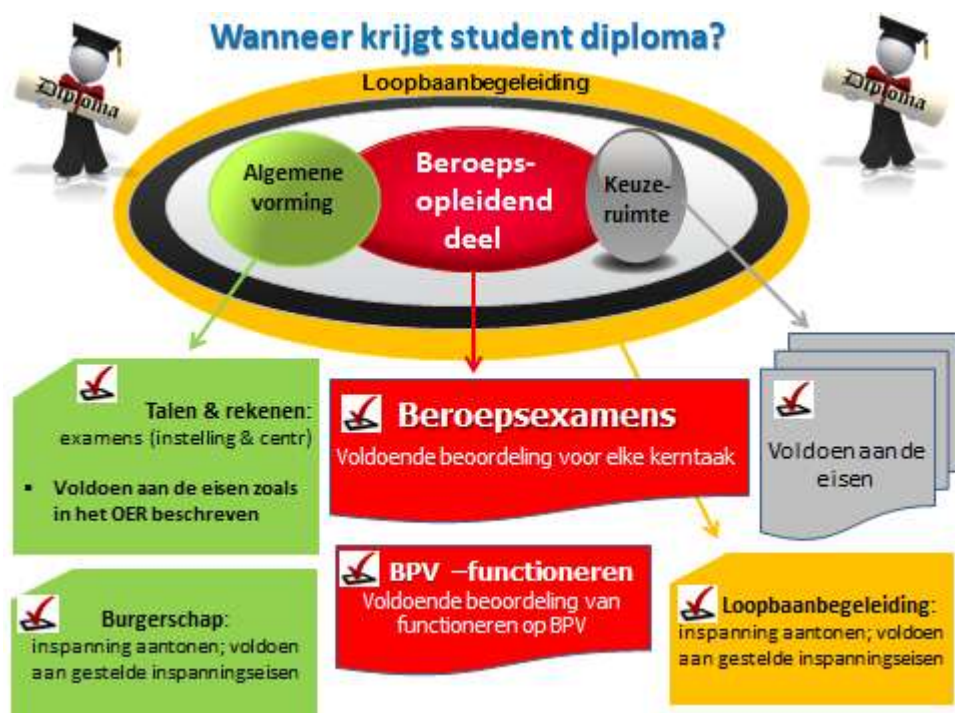 Wanneer krijgt student diploma?
Diploma
Diploma
Loopbaanbegeleiding
Algemene
vorming
Beroeps-
opleidend
deel
Keuze-
ruimte
Talen & rekenen:
examens (instelling & centr)
▪ Voldoen aan de eisen zoals
in het OER beschreven
Beroepsexamens
Voldoende beoordeling voor elke kerntaak
Voldoen aan de
eisen
Burgerschap:
inspanning aantonen; voldoen
aan gestelde inspanningseisen
BPV –functioneren
Voldoende beoordeling van
functioneren op BPV
Loopbaanbegeleiding:
inspanning aantonen; voldoen
aan gestelde inspanningseisen